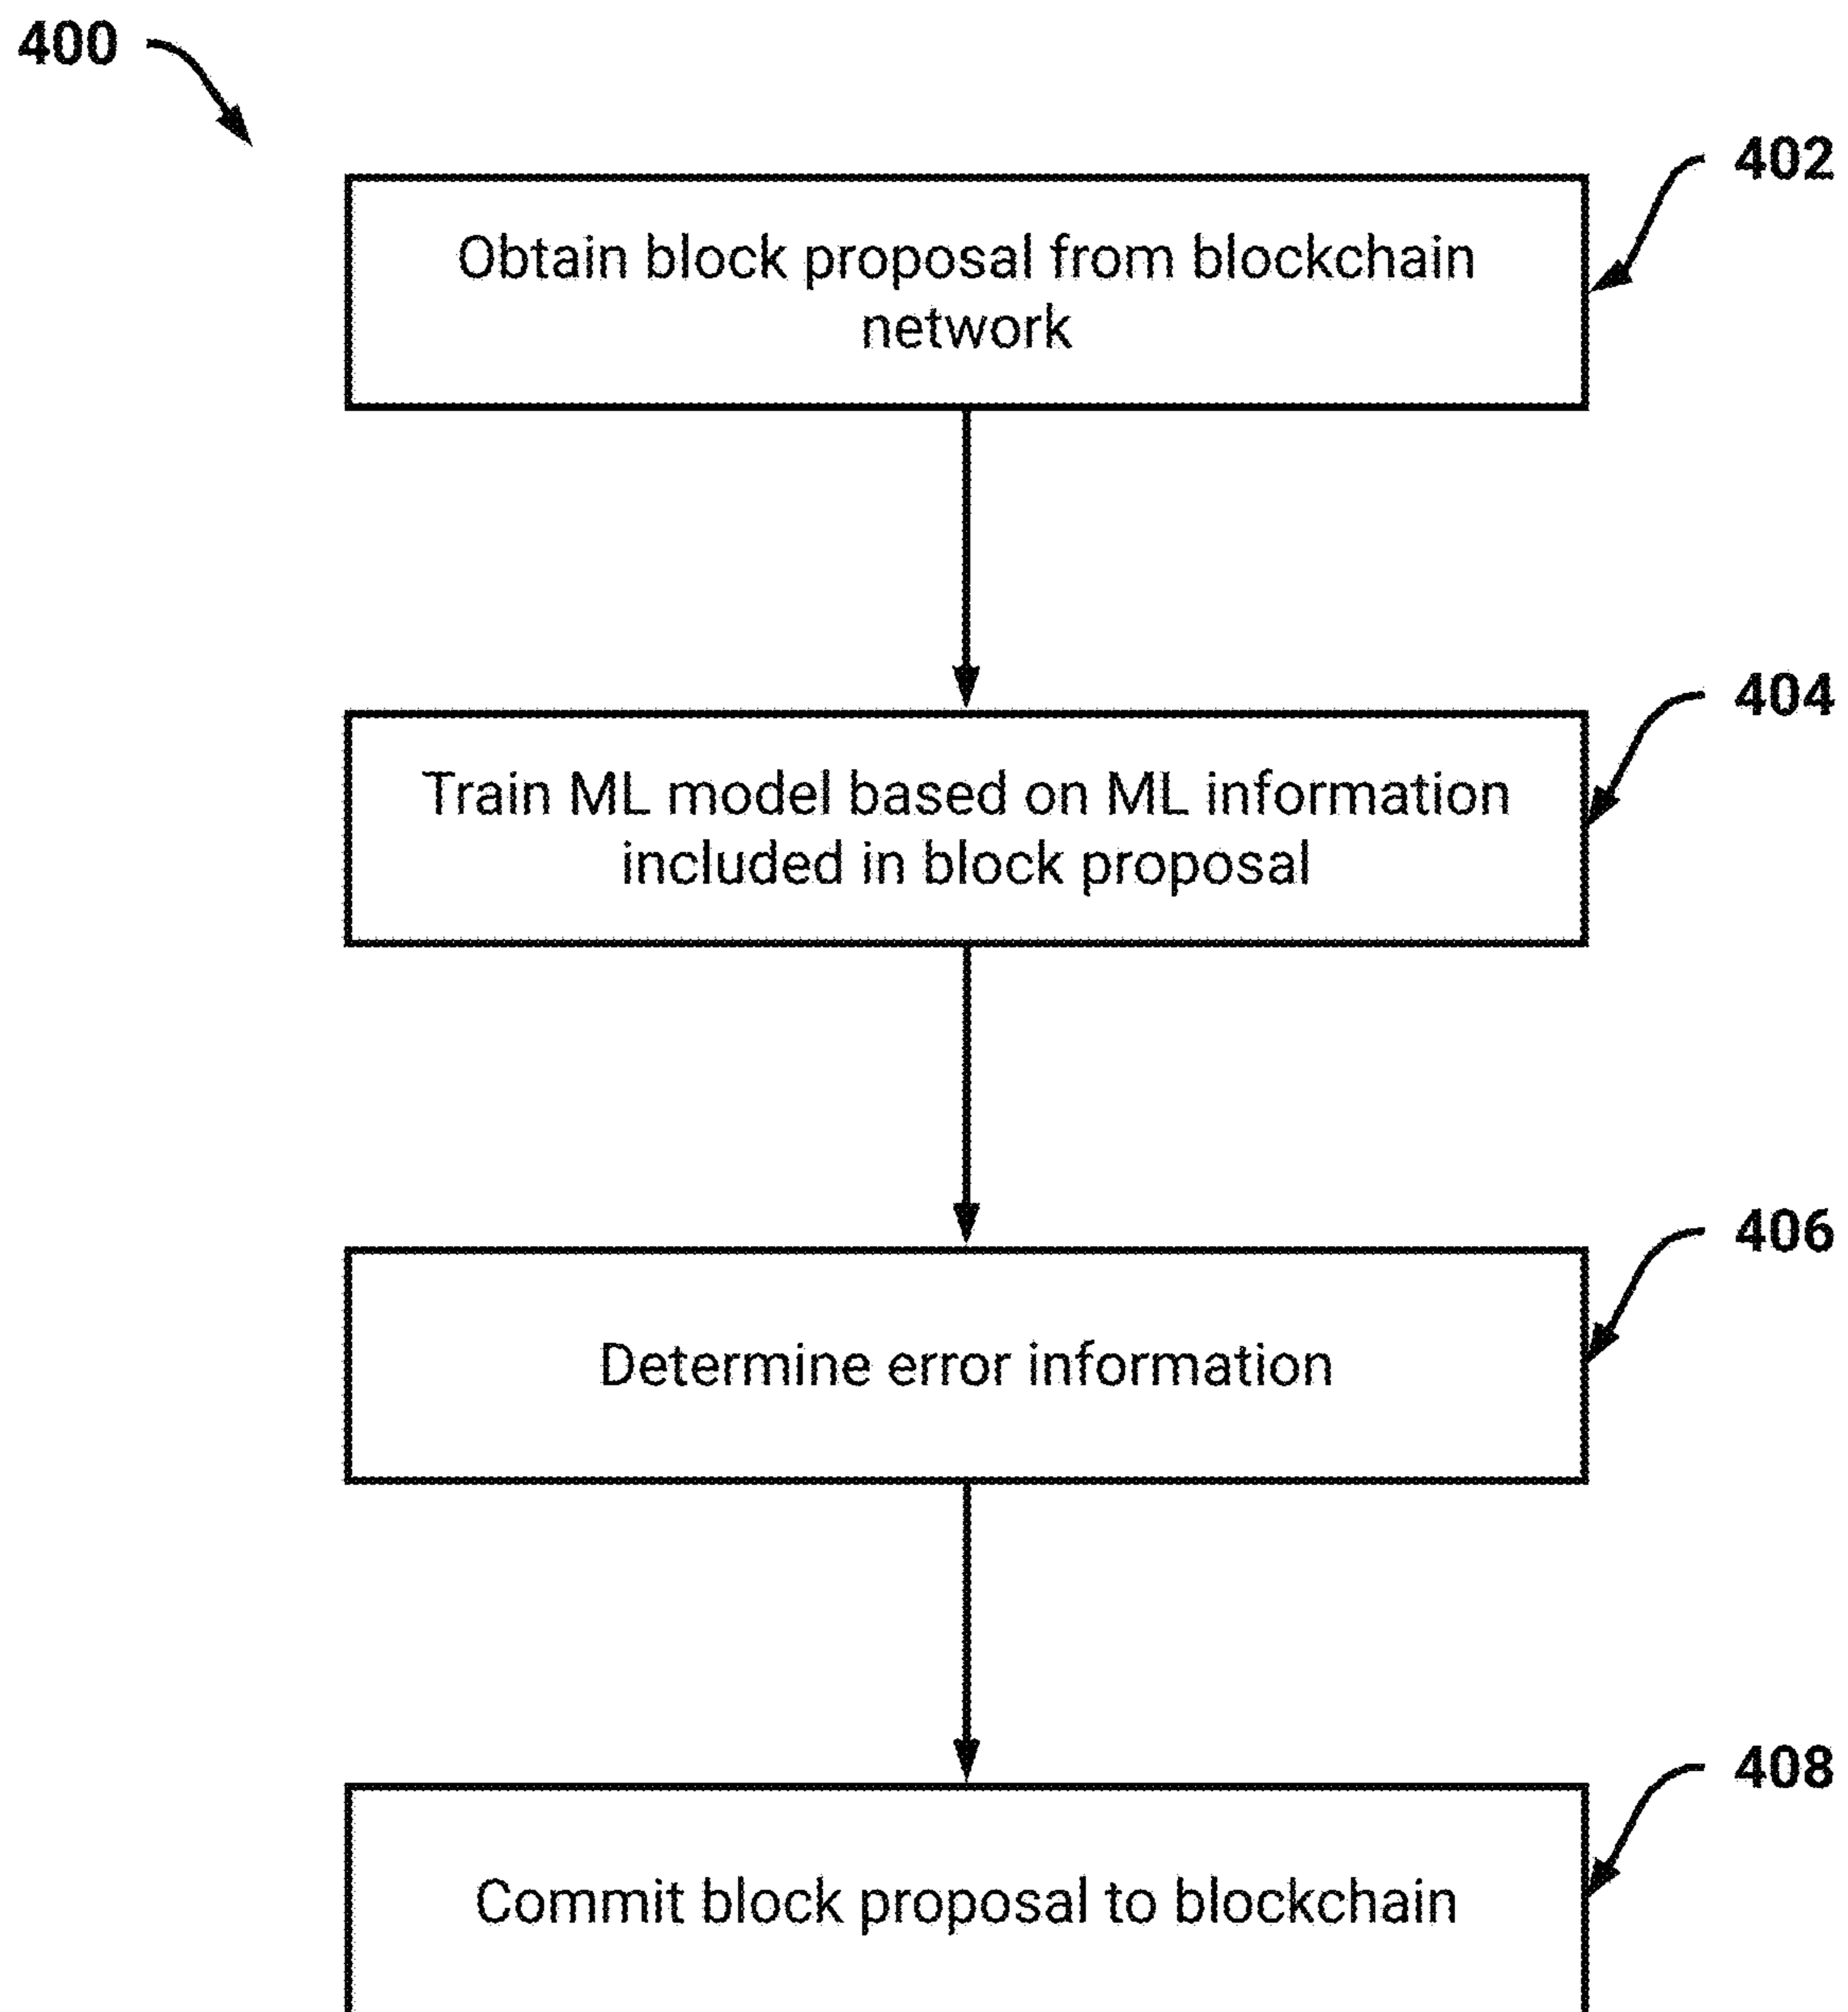 400
402
Obtain block proposal from blockchain
network
404
Train ML model based on ML information
included in block proposal
406
Determine error information
408
Commit block proposal to blockchain